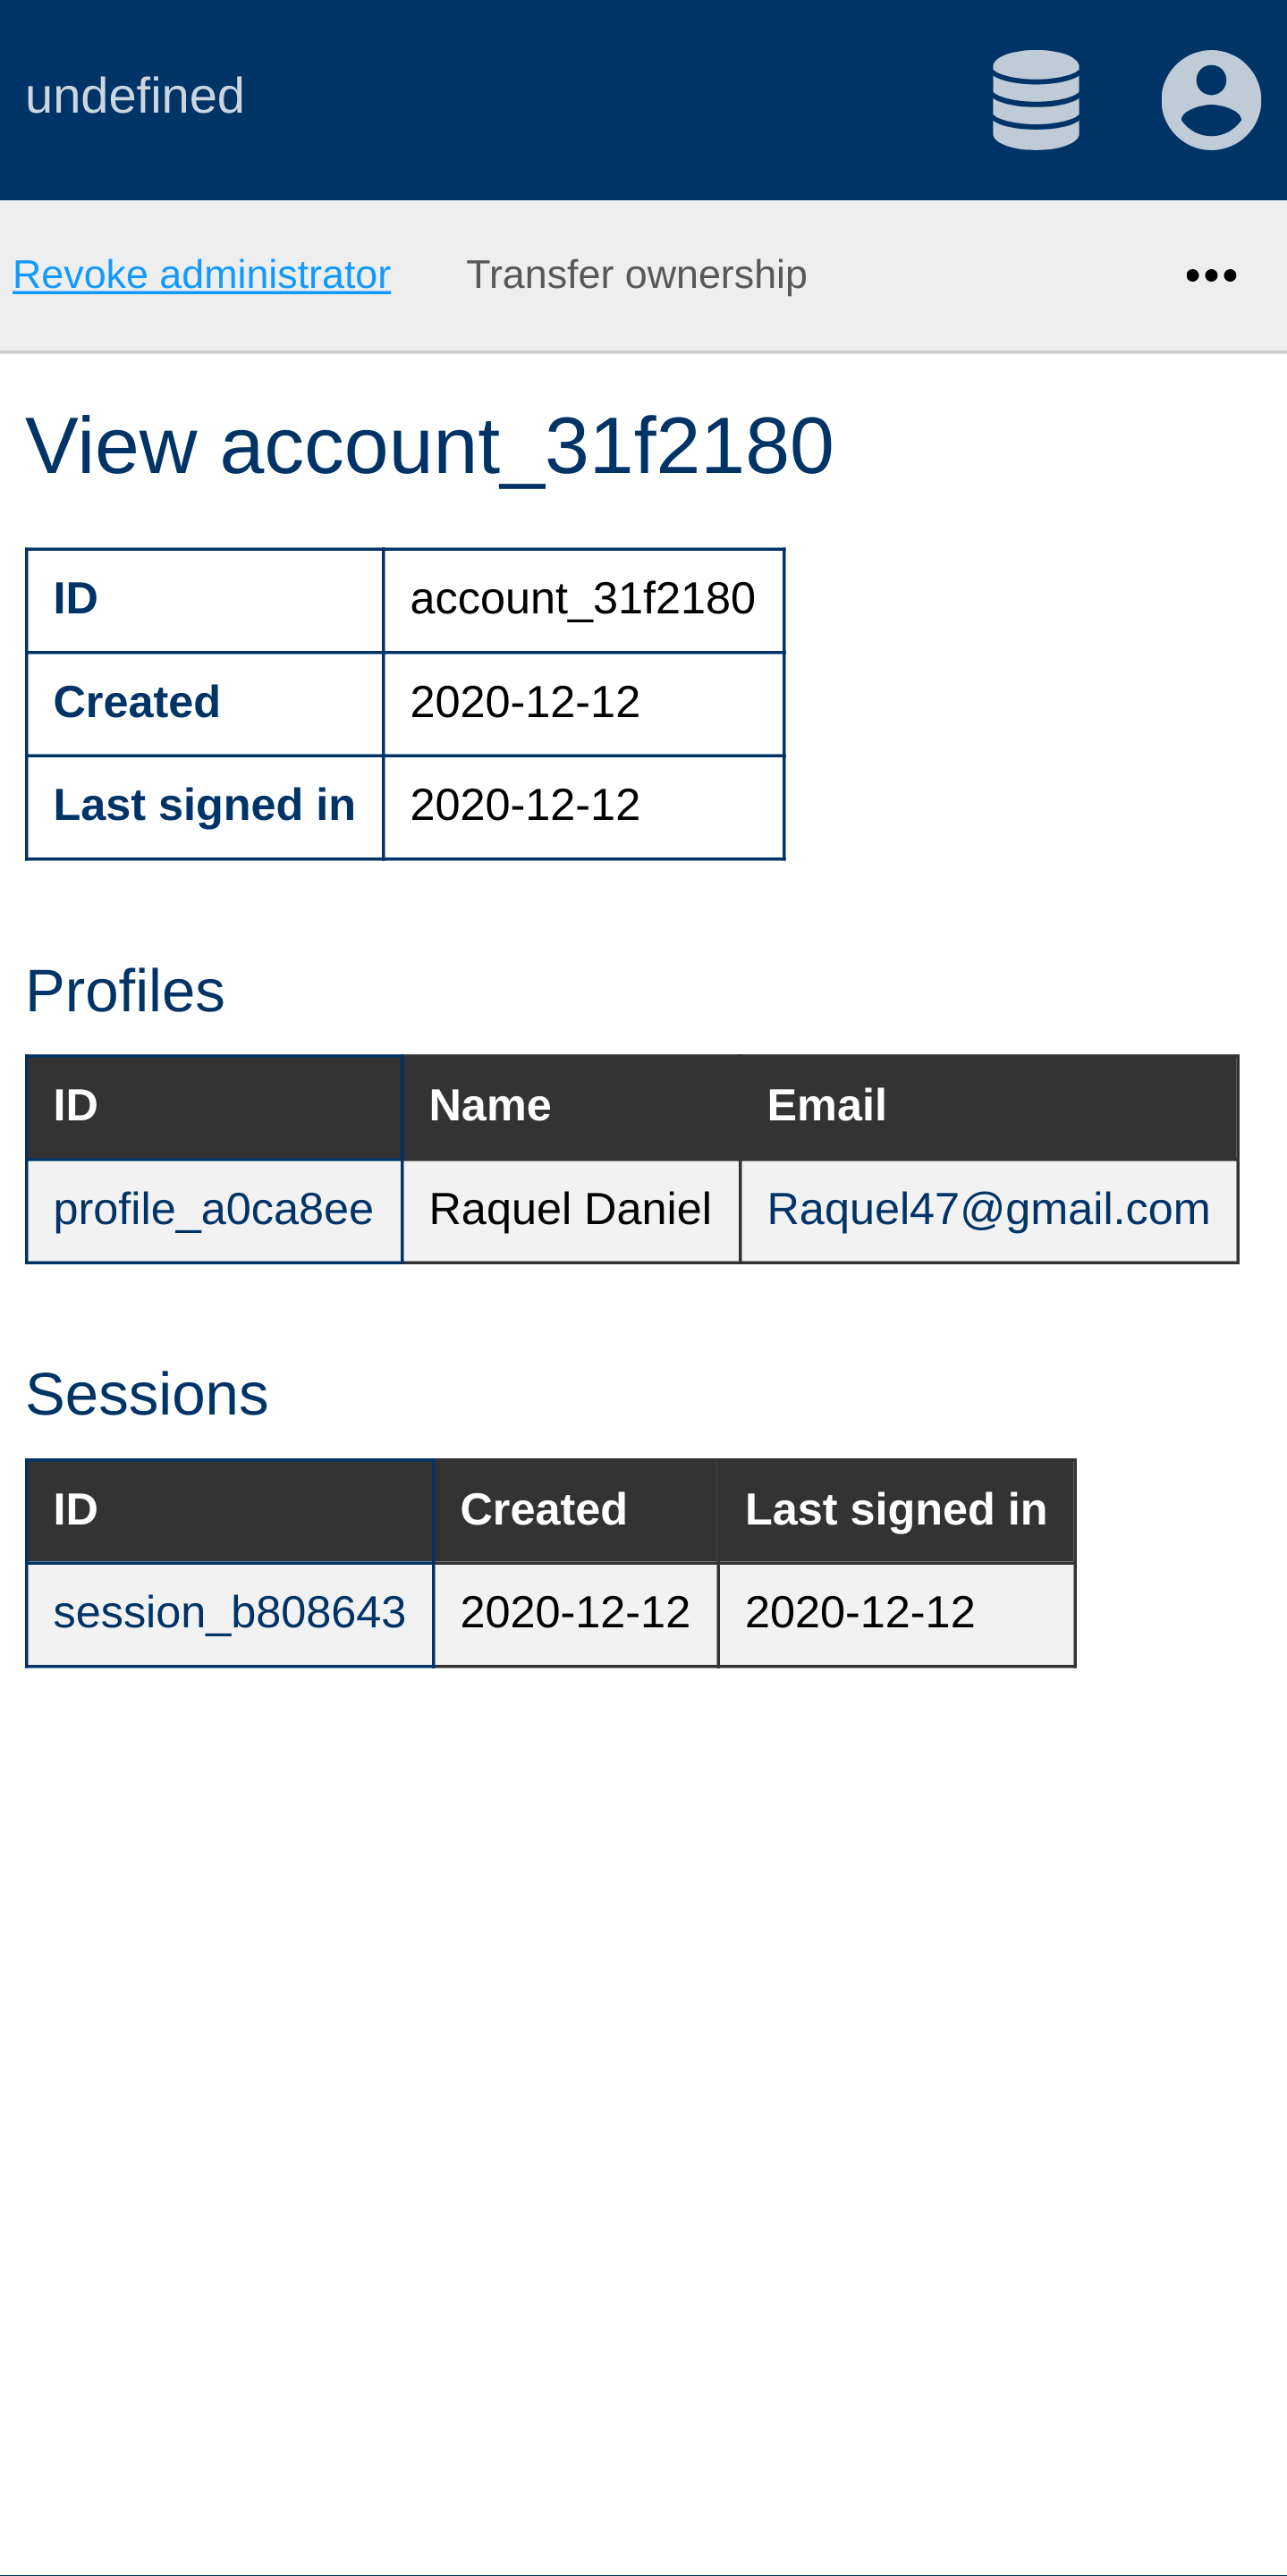 undefined
Revoke administrator Transfer ownership •••
View account_31f2180
ID account_31f2180
Created 2020-12-12
Last signed in 2020-12-12
Profiles
ID Name Email
profile_a0ca8ee Raquel Daniel Raquel47@gmail.com
Sessions
ID Created Last signed in
session_b808643 2020-12-12 2020-12-12